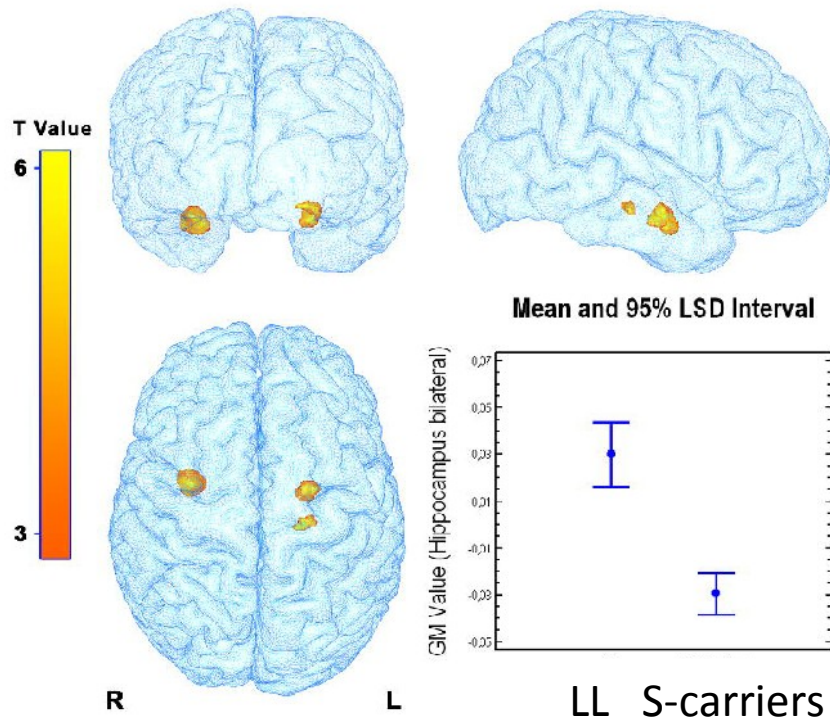 T Value
6
3
R
L
Mean and 95% LSD Interval
GM Value (Hippocampus bilateral)
0,07
0,05
0,03
0,01
-0,01
-0,03
-0,05
LL S-carriers